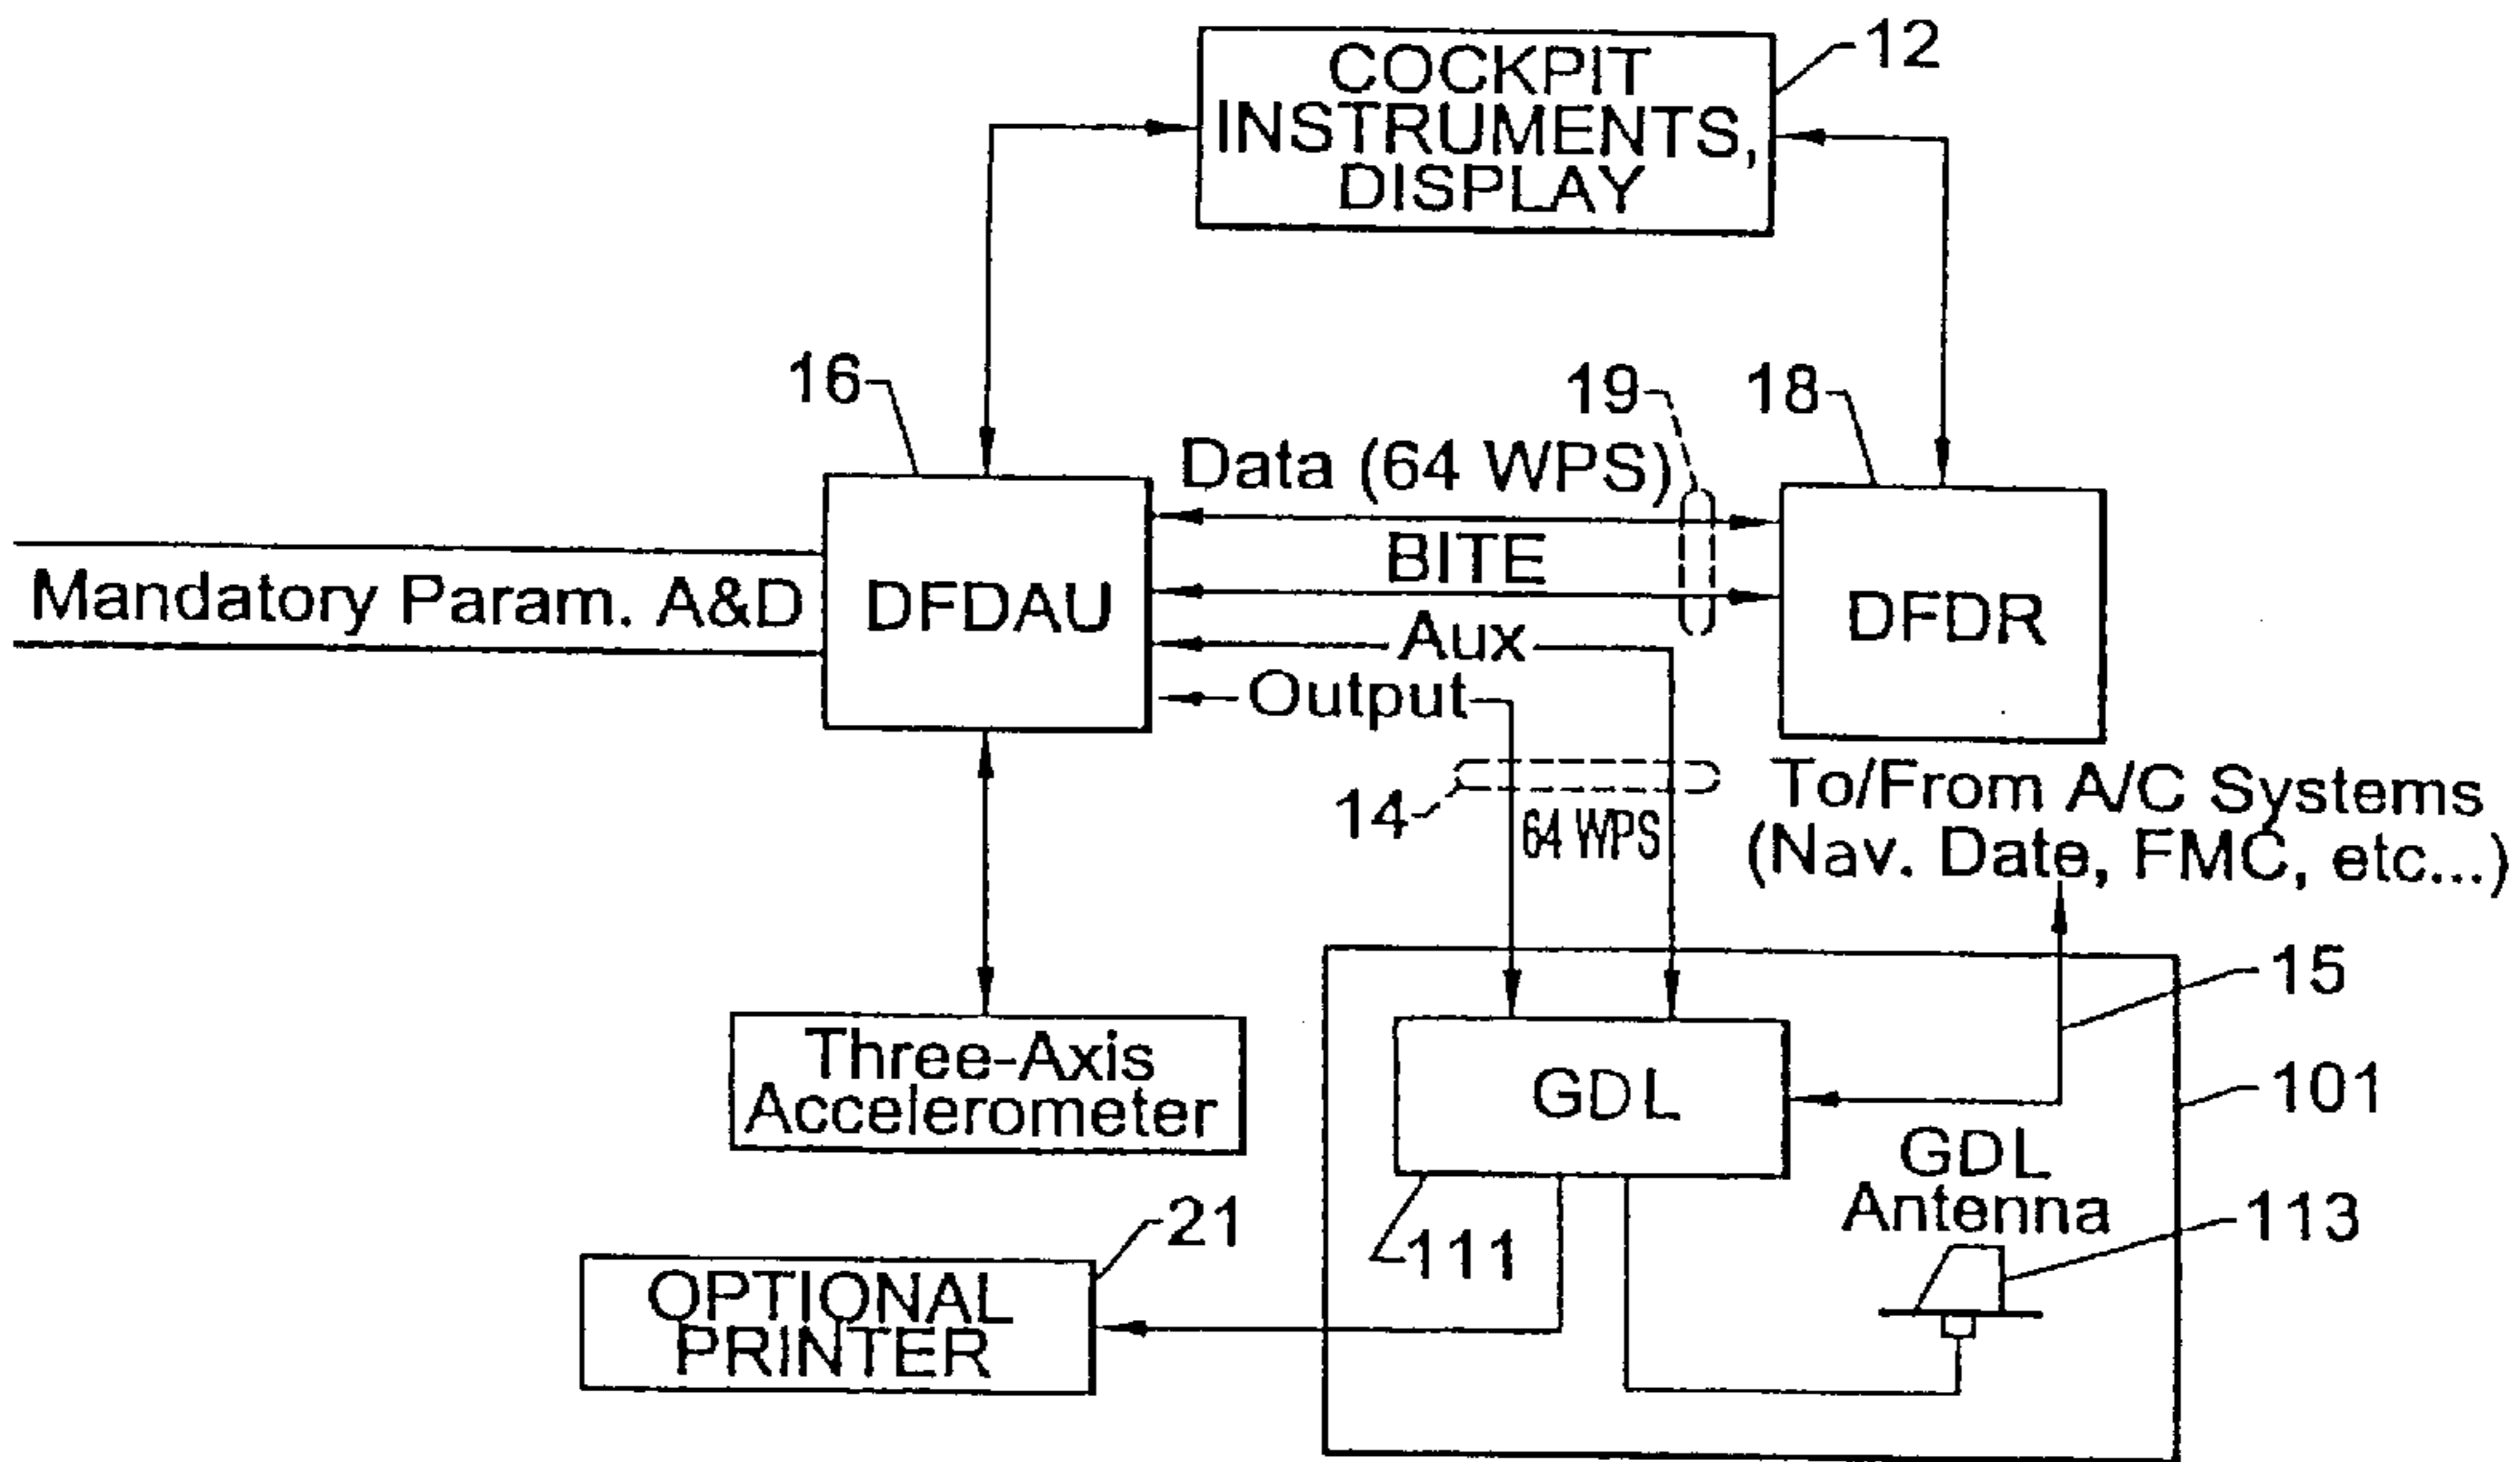 12
COCKPIT
INSTRUMENTS,
DISPLAY
16
19
18
Data (64 WPS)
BITE
Mandatory Param. A&D
DFDAU
DFDR
Aux
Output
14
64 WPS
To/From A/C Systems
(Nav. Date, FMC, etc...)
15
Three-Axis
Accelerometer
GDL
101
GDL
Antenna
21
111
113
OPTIONAL
PRINTER